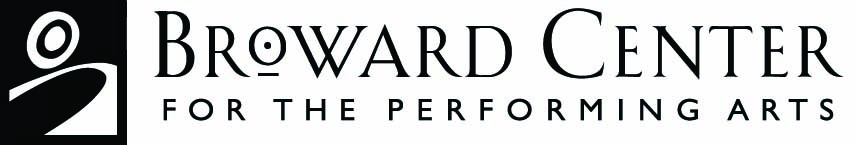 BROWARD CENTER
FOR THE PERFORMING ARTS